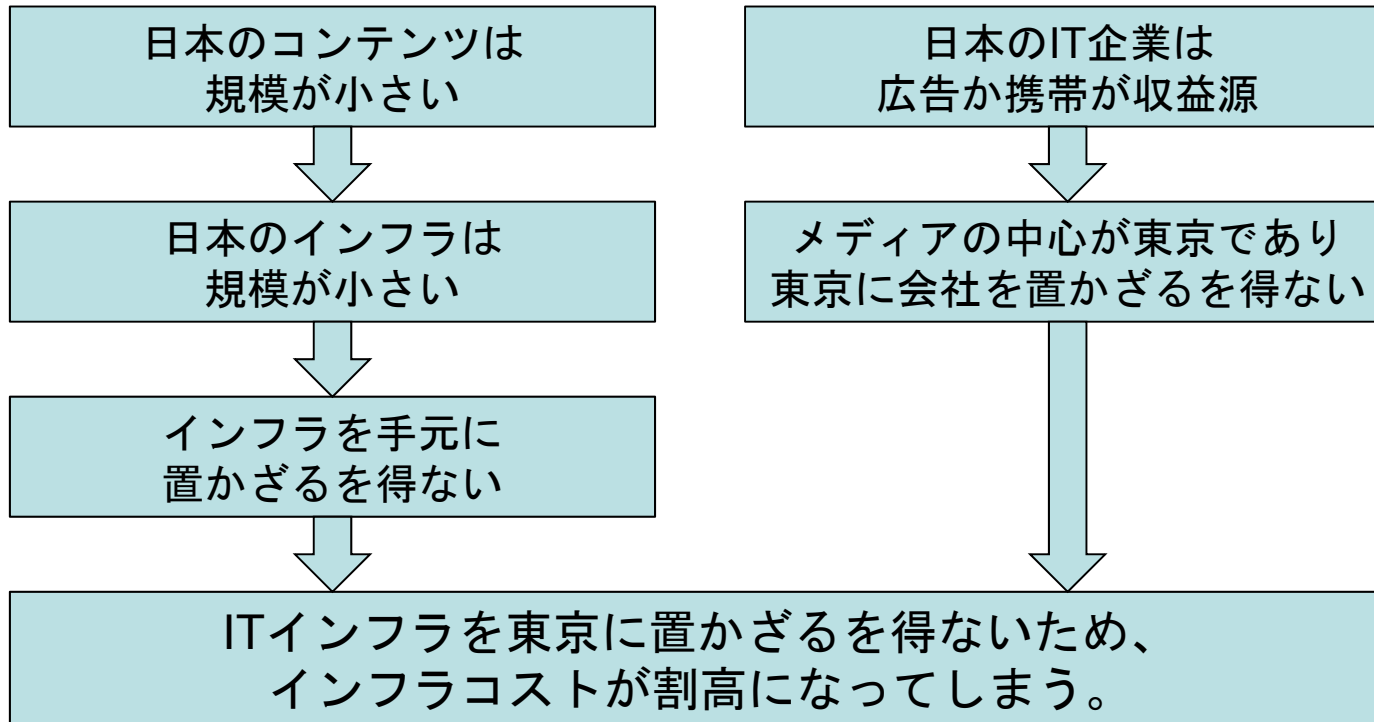 日本のコンテンツは
規模が小さい
日本のインフラは
規模が小さい
インフラを手元に
置かざるを得ない
日本のIT企業は
広告か携帯が収益源
メディアの中心が東京であり
東京に会社を置かざるを得ない
ITインフラを東京に置かざるを得ないため、
インフラコストが割高になってしまう。